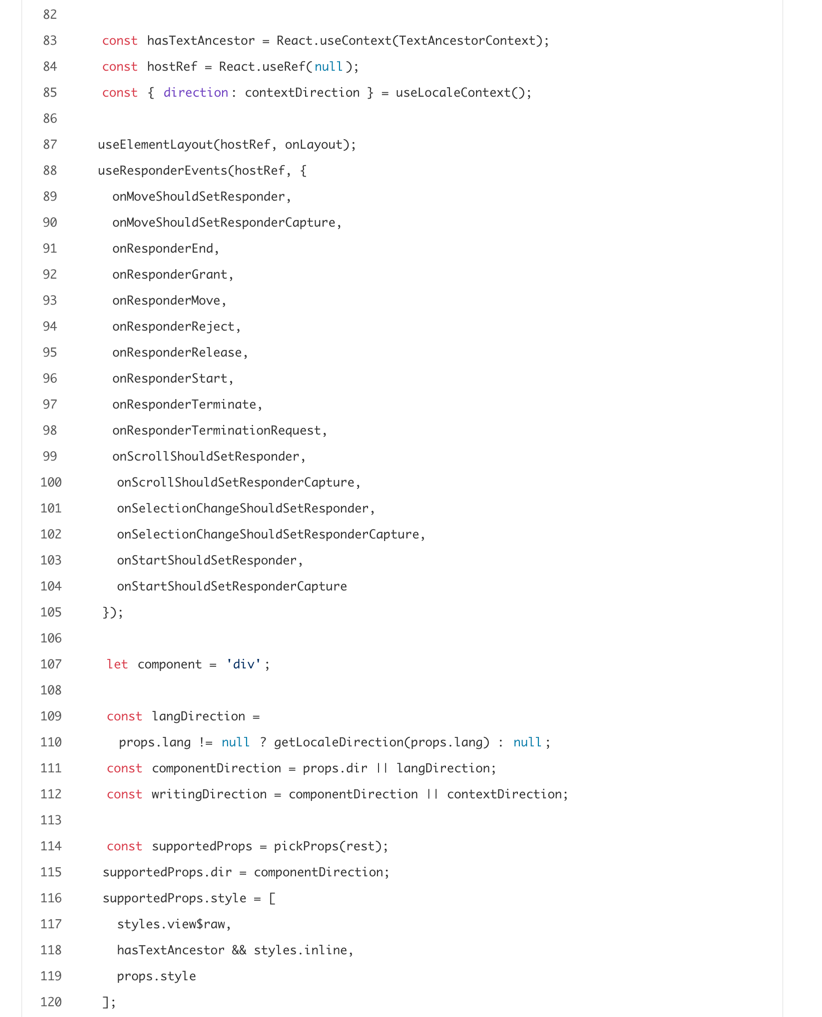 82
83 const hasTextAncestor = React.useContext(TextAncestorContext);
84 const hostRef = React.useRef(null);
85 const { direction: contextDirection } = useLocaleContext();
86
87 useElementLayout(hostRef, onLayout);
88 useResponderEvents(hostRef, {
89 onMoveShouldSetResponder,
90 onMoveShouldSetResponderCapture,
91 onResponderEnd,
92 onResponderGrant,
93 onResponderMove,
94 onResponderReject,
95 onResponderRelease,
96 onResponderStart,
97 onResponderTerminate,
98 onResponderTerminationRequest,
99 onScrollShouldSetResponder,
100 onScrollShouldSetResponderCapture,
101 onSelectionChangeShouldSetResponder,
102 onSelectionChangeShouldSetResponderCapture,
103 onStartShouldSetResponder,
104 onStartShouldSetResponderCapture
105 });
106
107 let component = 'div';
108
109 const langDirection =
110 props.lang != null ? getLocaleDirection(props.lang) : null;
111 const componentDirection = props.dir || langDirection;
112 const writingDirection = componentDirection || contextDirection;
113
114 const supportedProps = pickProps(rest);
115 supportedProps.dir = componentDirection;
116 supportedProps.style = [
117 styles.view$raw,
118 hasTextAncestor && styles.inline,
119 props.style
120 ];